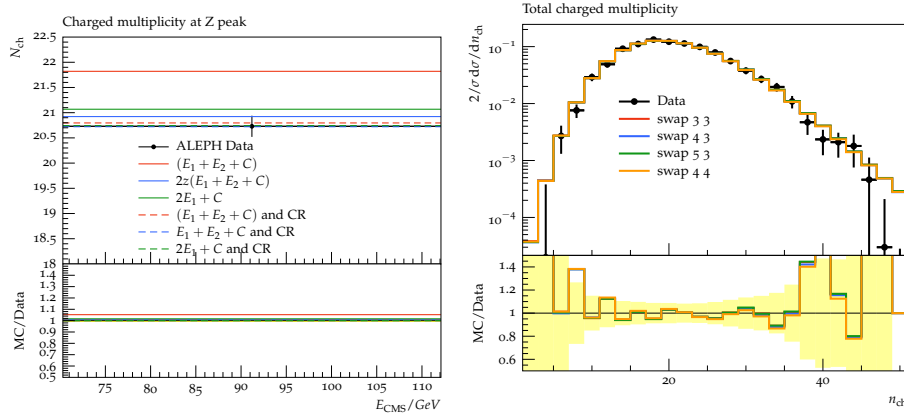 Charged multiplicity at Z peak
N_ch
22.5
22
21.5
21
20.5
20
19.5
19
18.5
18
ALEPH Data
(E_1 + E_2 + C)
2z(E_1 + E_2 + C)
2E_1 + C
(E_1 + E_2 + C) and CR
E_1 + E_2 + C and CR
2E_1 + C and CR
MC/Data
1.4
1.3
1.2
1.1
1
0.9
0.8
0.7
0.6
0.5
75 80 85 90 95 100 105 110
E_CMS/GeV
Total charged multiplicity
2/σ dσ/dn_ch
10^−1
10^−2
10^−3
10^−4
Data
swap 3 3
swap 4 3
swap 5 3
swap 4 4
MC/Data
1.4
1.2
1
0.8
0.6
20 40
n_ch